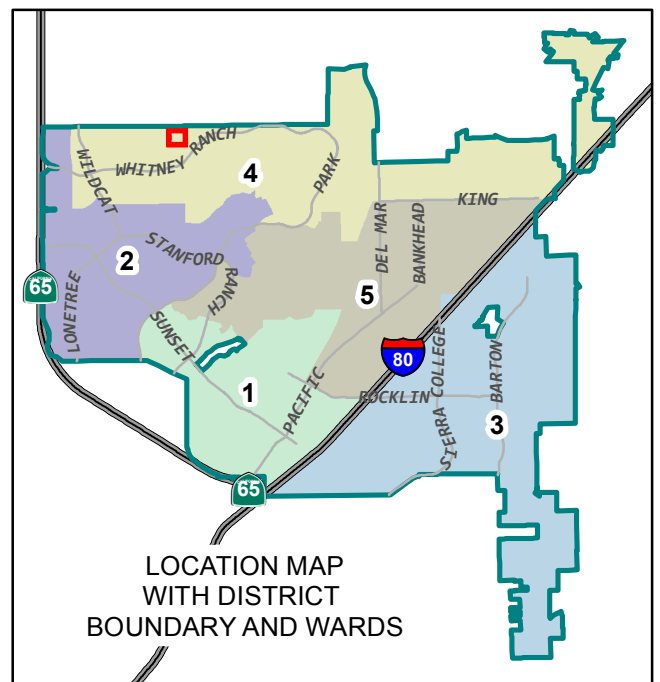 WHITNEY RANCH
WILDCAT
4
PARK
KING
DEL MAR
BANKHEAD
STANFORD RANCH
2
65
LONETREE
5
SUNSET
80
1
PACIFIC
ROCKLIN
SIERRA COLLEGE
BARTON
3
65
LOCATION MAP
WITH DISTRICT
BOUNDARY AND WARDS